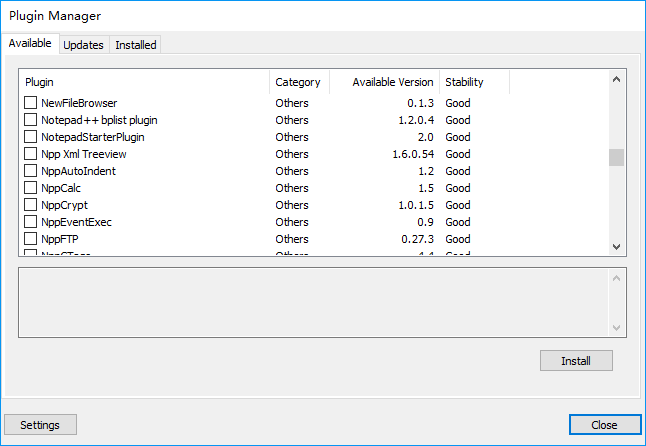 Plugin Manager
Available Updates Installed
Plugin Category Available Version Stability
NewFileBrowser Others 0.1.3 Good
Notepad++ bplist plugin Others 1.2.0.4 Good
NotepadStarterPlugin Others 2.0 Good
Npp Xml Treeview Others 1.6.0.54 Good
NppAutoIndent Others 1.2 Good
NppCalc Others 1.5 Good
NppCrypt Others 1.0.1.5 Good
NppEventExec Others 0.9 Good
NppFTP Others 0.27.3 Good
Others Good
Install
Settings Close